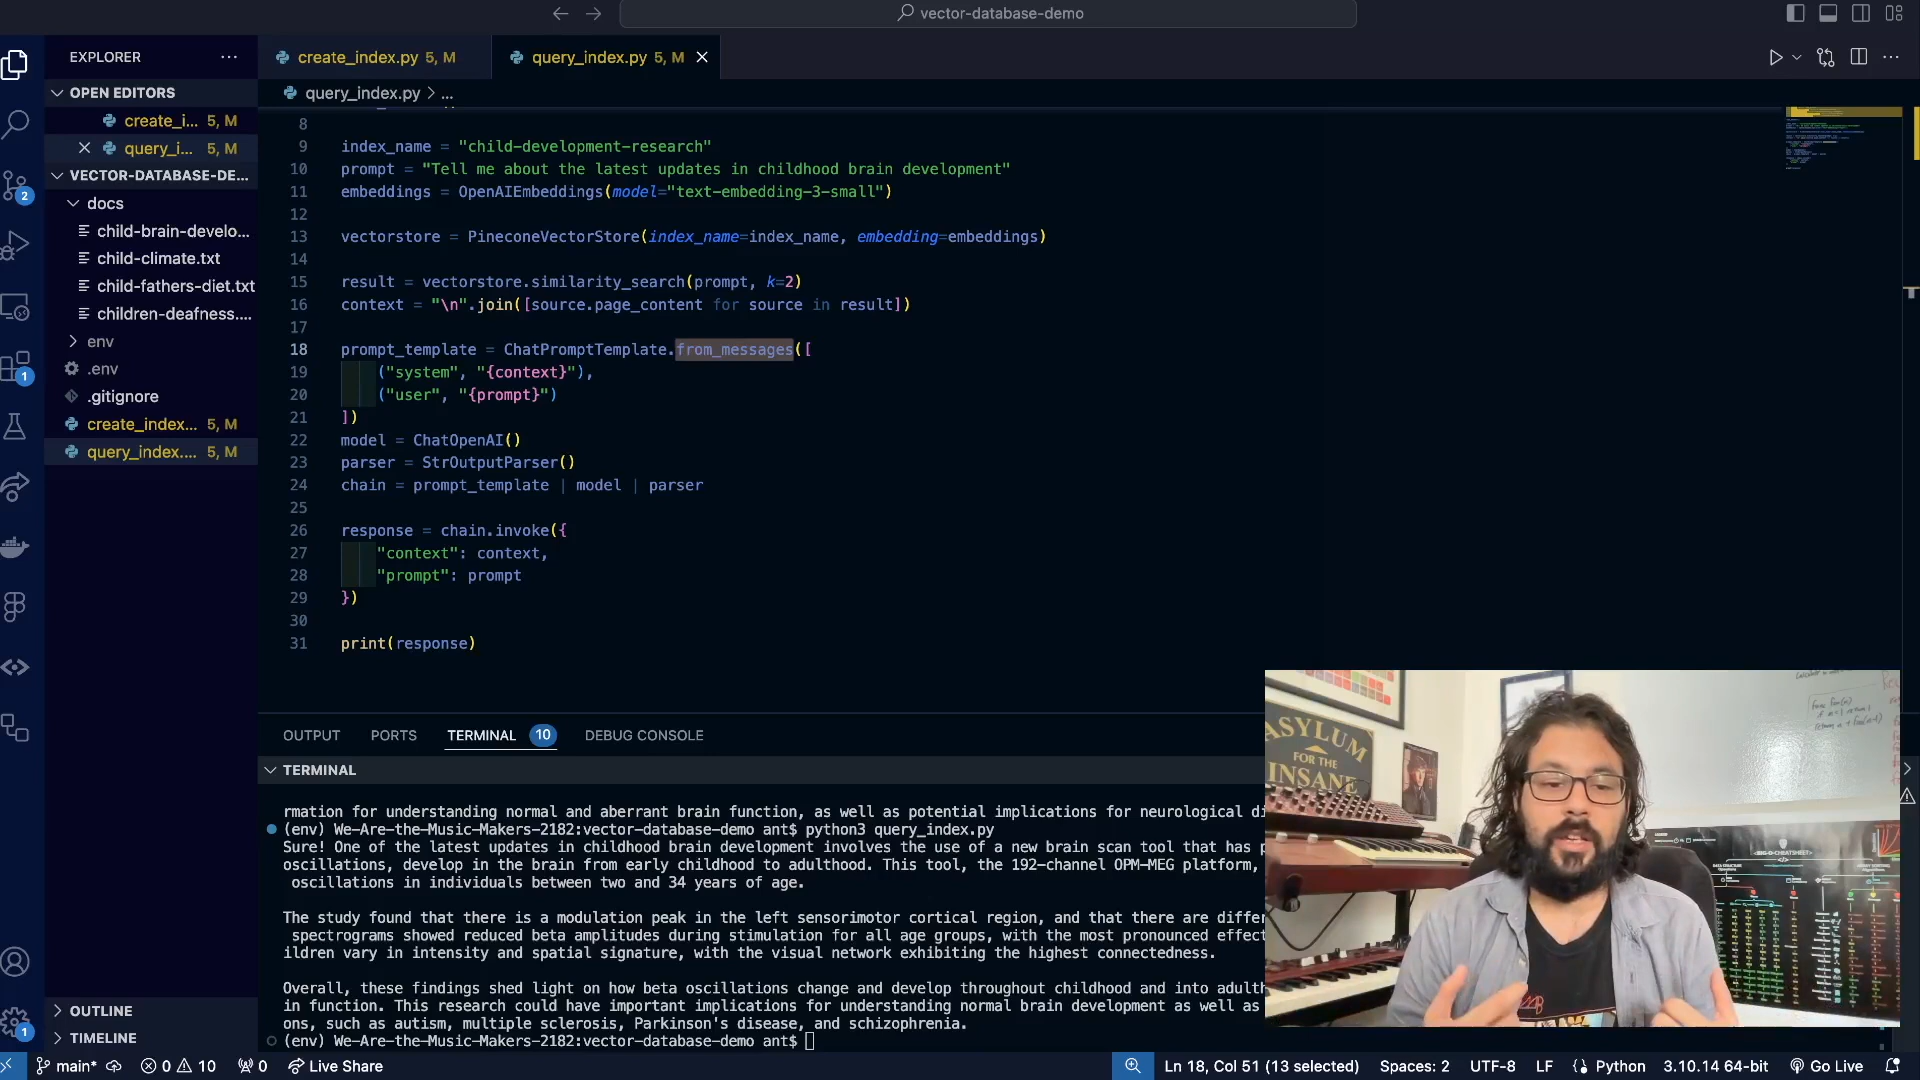 vector-database-demo
EXPLORER
create_index.py 5, M
query_index.py 5, M
OPEN EDITORS
create_i... 5, M
query_i... 5, M
VECTOR-DATABASE-DE...
docs
child-brain-develo...
child-climate.txt
child-fathers-diet.txt
children-deafness....
env
.env
.gitignore
create_index.... 5, M
query_index.... 5, M
OUTLINE
TIMELINE
2
1
1
query_index.py > ...
8
9 index_name = "child-development-research"
10 prompt = "Tell me about the latest updates in childhood brain development"
11 embeddings = OpenAIEmbeddings(model="text-embedding-3-small")
12
13 vectorstore = PineconeVectorStore(index_name=index_name, embedding=embeddings)
14
15 result = vectorstore.similarity_search(prompt, k=2)
16 context = "\n".join([source.page_content for source in result])
17
18 prompt_template = ChatPromptTemplate.from_messages([
19 ("system", "{context}"),
20 ("user", "{prompt}")
21 ])
22 model = ChatOpenAI()
23 parser = StrOutputParser()
24 chain = prompt_template | model | parser
25
26 response = chain.invoke({
27 "context": context,
28 "prompt": prompt
29 })
30
31 print(response)
OUTPUT PORTS TERMINAL 10 DEBUG CONSOLE
TERMINAL
rmation for understanding normal and aberrant brain function, as well as potential implications for neurological di
(env) We-Are-the-Music-Makers-2182:vector-database-demo ant$ python3 query_index.py
Sure! One of the latest updates in childhood brain development involves the use of a new brain scan tool that has p
oscillations, develop in the brain from early childhood to adulthood. This tool, the 192-channel OPM-MEG platform,
oscillations in individuals between two and 34 years of age.
The study found that there is a modulation peak in the left sensorimotor cortical region, and that there are differ
spectrograms showed reduced beta amplitudes during stimulation for all age groups, with the most pronounced effect
ildren vary in intensity and spatial signature, with the visual network exhibiting the highest connectedness.
Overall, these findings shed light on how beta oscillations change and develop throughout childhood and into adulth
in function. This research could have important implications for understanding normal brain development as well as
ons, such as autism, multiple sclerosis, Parkinson's disease, and schizophrenia.
(env) We-Are-the-Music-Makers-2182:vector-database-demo ant$
ASYLUM
FOR THE
INSANE
main* 0 10 0 Live Share
Ln 18, Col 51 (13 selected) Spaces: 2 UTF-8 LF Python 3.10.14 64-bit Go Live